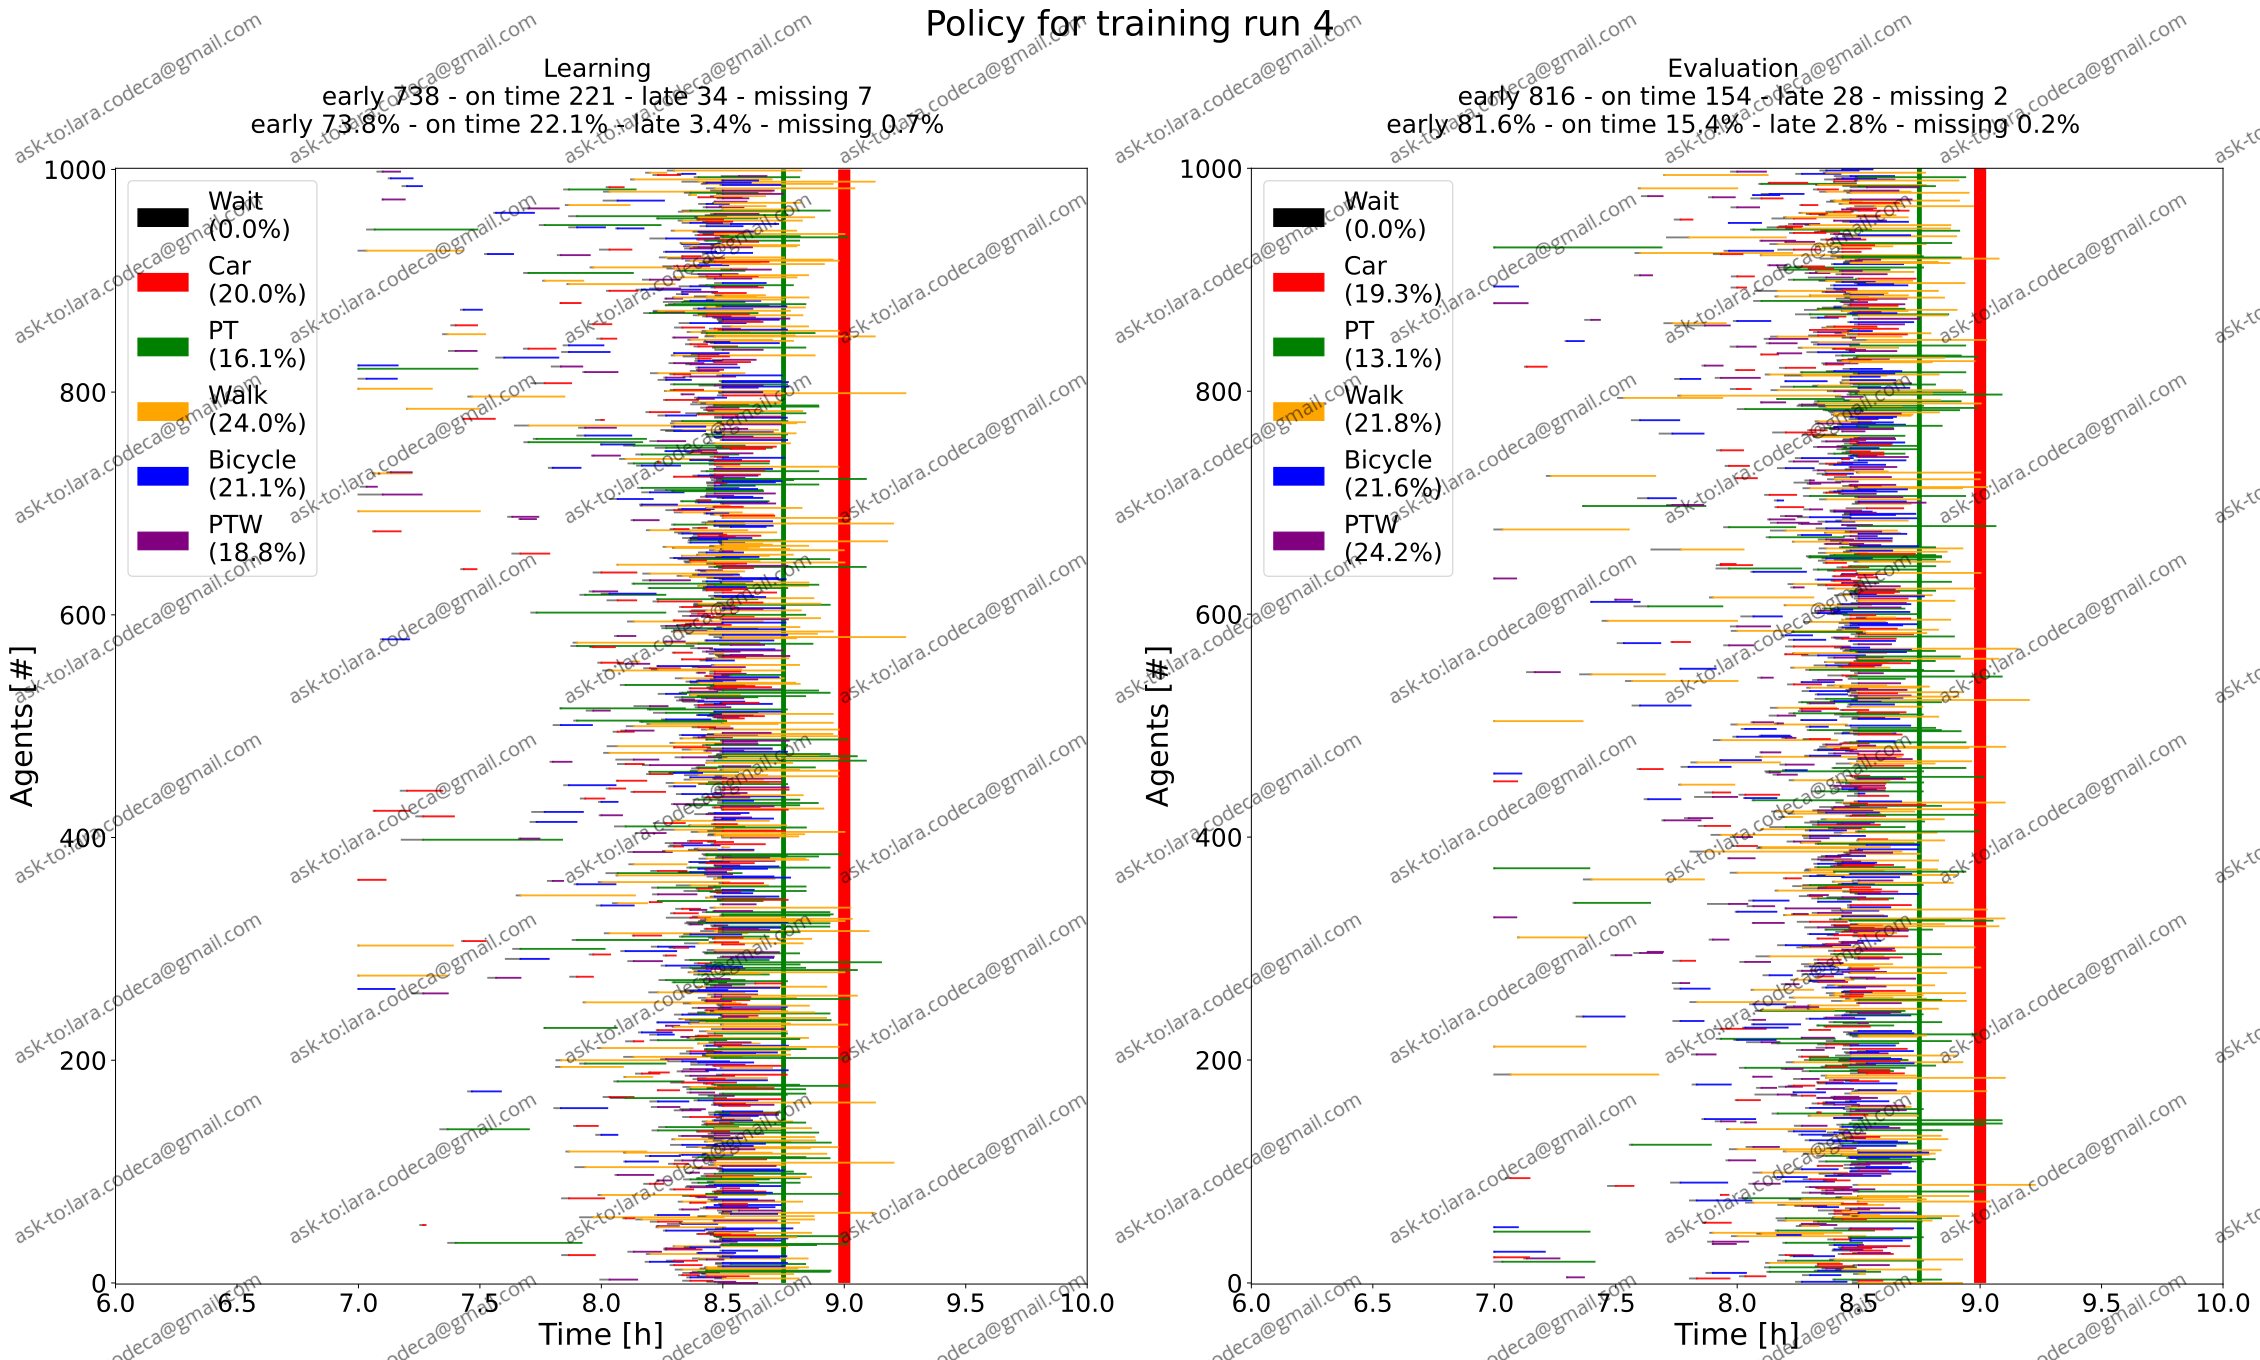 Policy for training run 4
Learning
early 738 - on time 221 - late 34 - missing 7
early 73.8% - on time 22.1% - late 3.4% - missing 0.7%
1000
800
600
400
200
0
Agents [#]
Wait
(0.0%)
Car
(20.0%)
PT
(16.1%)
Walk
(24.0%)
Bicycle
(21.1%)
PTW
(18.8%)
6.0 6.5 7.0 7.5 8.0 8.5 9.0 9.5 10.0
Time [h]
Evaluation
early 816 - on time 154 - late 28 - missing 2
early 81.6% - on time 15.4% - late 2.8% - missing 0.2%
1000
800
600
400
200
0
Agents [#]
Wait
(0.0%)
Car
(19.3%)
PT
(13.1%)
Walk
(21.8%)
Bicycle
(21.6%)
PTW
(24.2%)
6.0 6.5 7.0 7.5 8.0 8.5 9.0 9.5 10.0
Time [h]
ask-to:lara.codeca@gmail.com